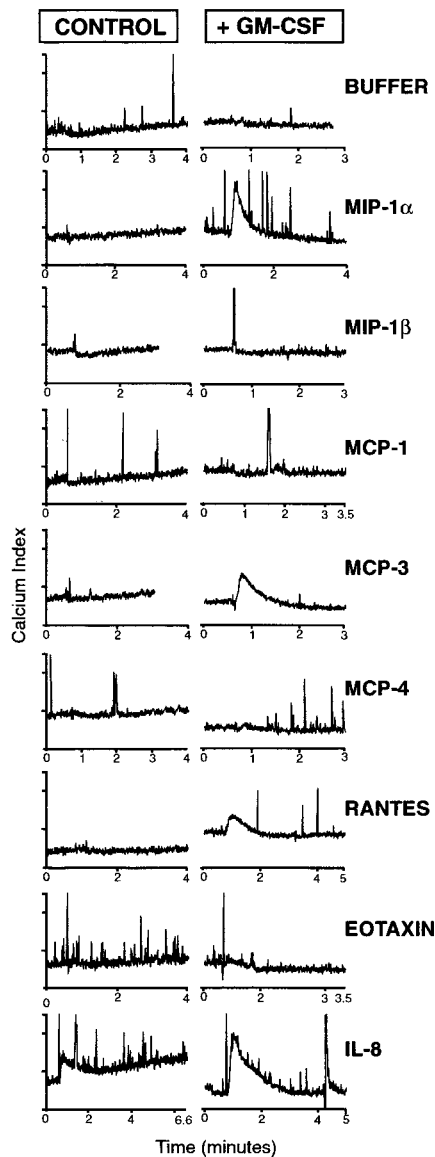 CONTROL + GM-CSF
BUFFER
0 1 2 3 4 0 1 2 3
MIP-1α
0 2 4 0 1 2 3 4
MIP-1β
0 2 4 0 1 2 3
MCP-1
0 2 4 0 1 2 3 3.5
MCP-3
0 2 4 0 1 2 3
MCP-4
0 1 2 3 4 0 1 2 3
RANTES
0 2 4 0 2 4 5
EOTAXIN
0 2 4 0 2 3 3.5
IL-8
0 2 4 6.6 0 1 2 3 4 5
Calcium Index
Time (minutes)